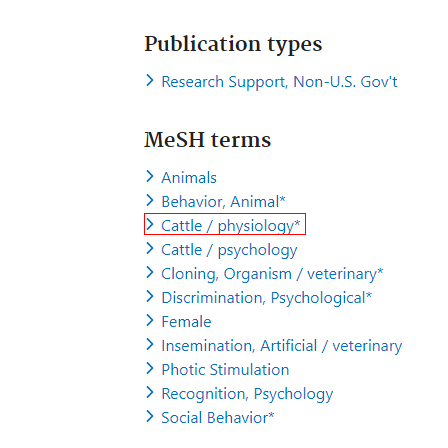 Publication types
Research Support, Non-U.S. Gov't
MeSH terms
Animals
Behavior, Animal*
Cattle / physiology*
Cattle / psychology
Cloning, Organism / veterinary*
Discrimination, Psychological*
Female
Insemination, Artificial / veterinary
Photic Stimulation
Recognition, Psychology
Social Behavior*